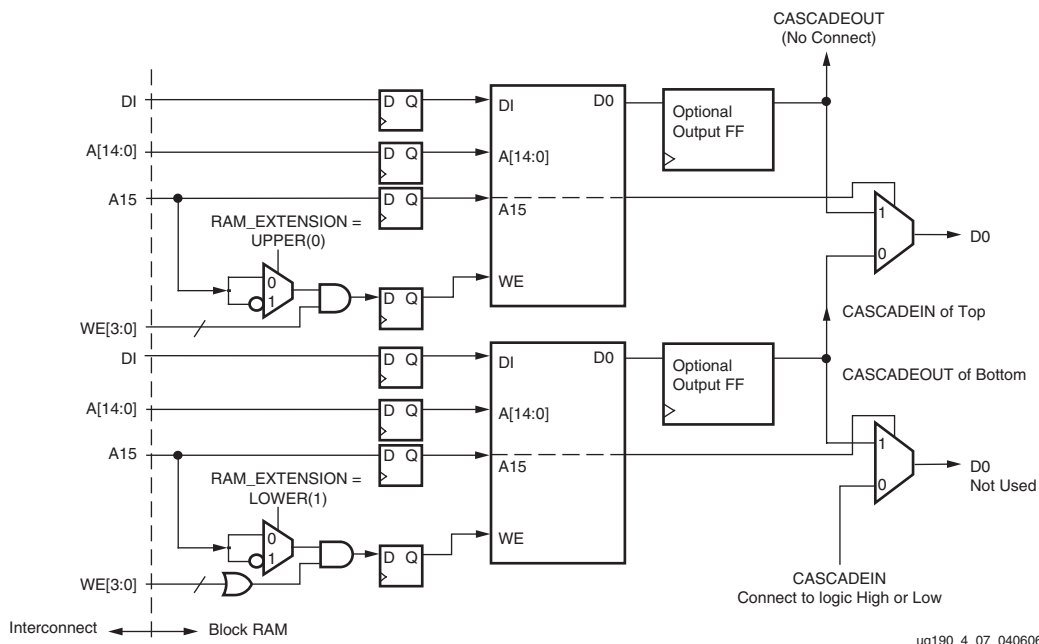 CASCADEOUT
(No Connect)
DI
D Q
DI
D0
Optional
Output FF
A[14:0]
D Q
A[14:0]
A15
D Q
A15
1
D0
0
RAM_EXTENSION =
UPPER(0)
0
1
D Q
WE
WE[3:0]
CASCADEIN of Top
DI
D Q
DI
D0
Optional
Output FF
CASCADEOUT of Bottom
A[14:0]
D Q
A[14:0]
A15
D Q
A15
1
D0
Not Used
0
RAM_EXTENSION =
LOWER(1)
0
1
D Q
WE
WE[3:0]
CASCADEIN
Connect to logic High or Low
Interconnect
Block RAM
ug190_4_07_040606